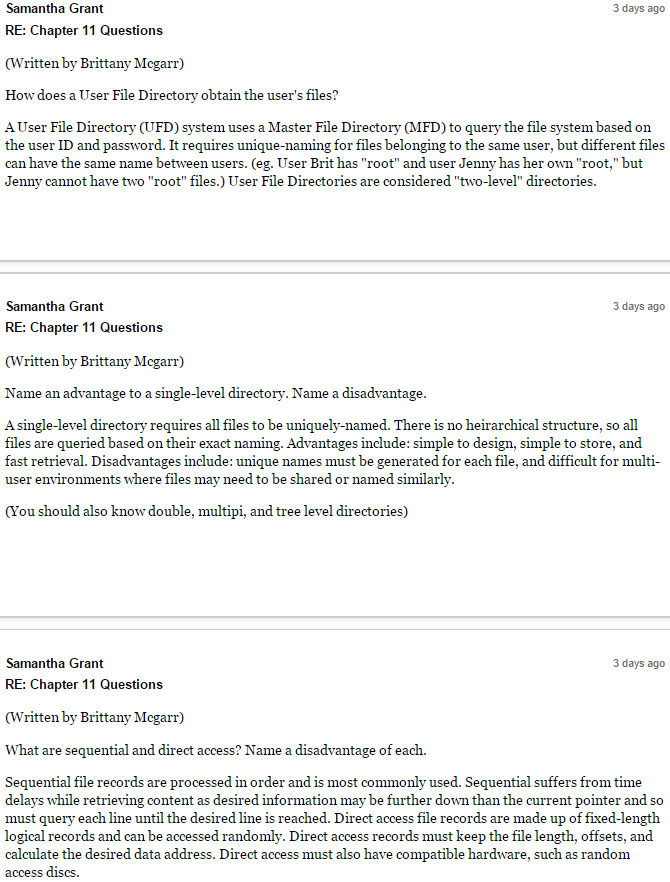 Samantha Grant 3 days ago
RE: Chapter 11 Questions
(Written by Brittany Mcgarr)
How does a User File Directory obtain the user's files?
A User File Directory (UFD) system uses a Master File Directory (MFD) to query the file system based on
the user ID and password. It requires unique-naming for files belonging to the same user, but different files
can have the same name between users. (eg. User Brit has "root" and user Jenny has her own "root," but
Jenny cannot have two "root" files.) User File Directories are considered "two-level" directories.
Samantha Grant 3 days ago
RE: Chapter 11 Questions
(Written by Brittany Mcgarr)
Name an advantage to a single-level directory. Name a disadvantage.
A single-level directory requires all files to be uniquely-named. There is no heirarchical structure, so all
files are queried based on their exact naming. Advantages include: simple to design, simple to store, and
fast retrieval. Disadvantages include: unique names must be generated for each file, and difficult for multi-
user environments where files may need to be shared or named similarly.
(You should also know double, multipi, and tree level directories)
Samantha Grant 3 days ago
RE: Chapter 11 Questions
(Written by Brittany Mcgarr)
What are sequential and direct access? Name a disadvantage of each.
Sequential file records are processed in order and is most commonly used. Sequential suffers from time
delays while retrieving content as desired information may be further down than the current pointer and so
must query each line until the desired line is reached. Direct access file records are made up of fixed-length
logical records and can be accessed randomly. Direct access records must keep the file length, offsets, and
calculate the desired data address. Direct access must also have compatible hardware, such as random
access discs.